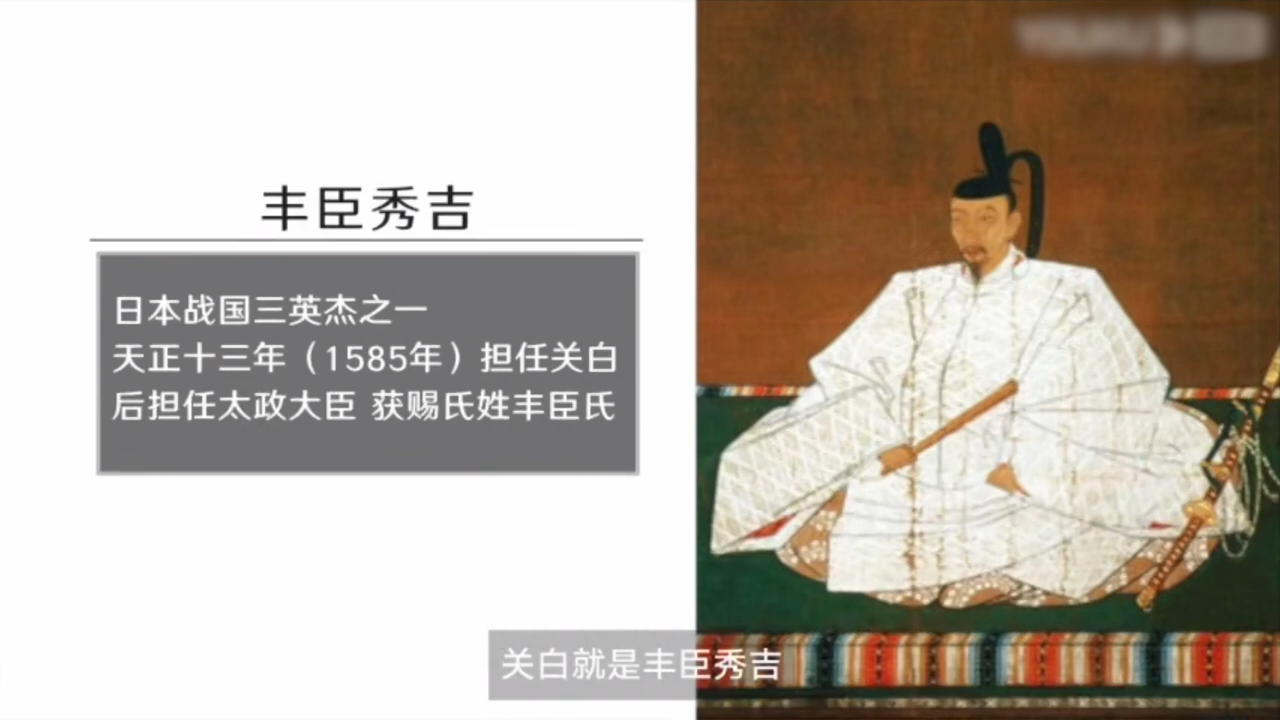 丰臣秀吉
日本战国三英杰之一
天正十三年（1585年）担任关白
后担任太政大臣 获赐氏姓丰臣氏
关白就是丰臣秀吉